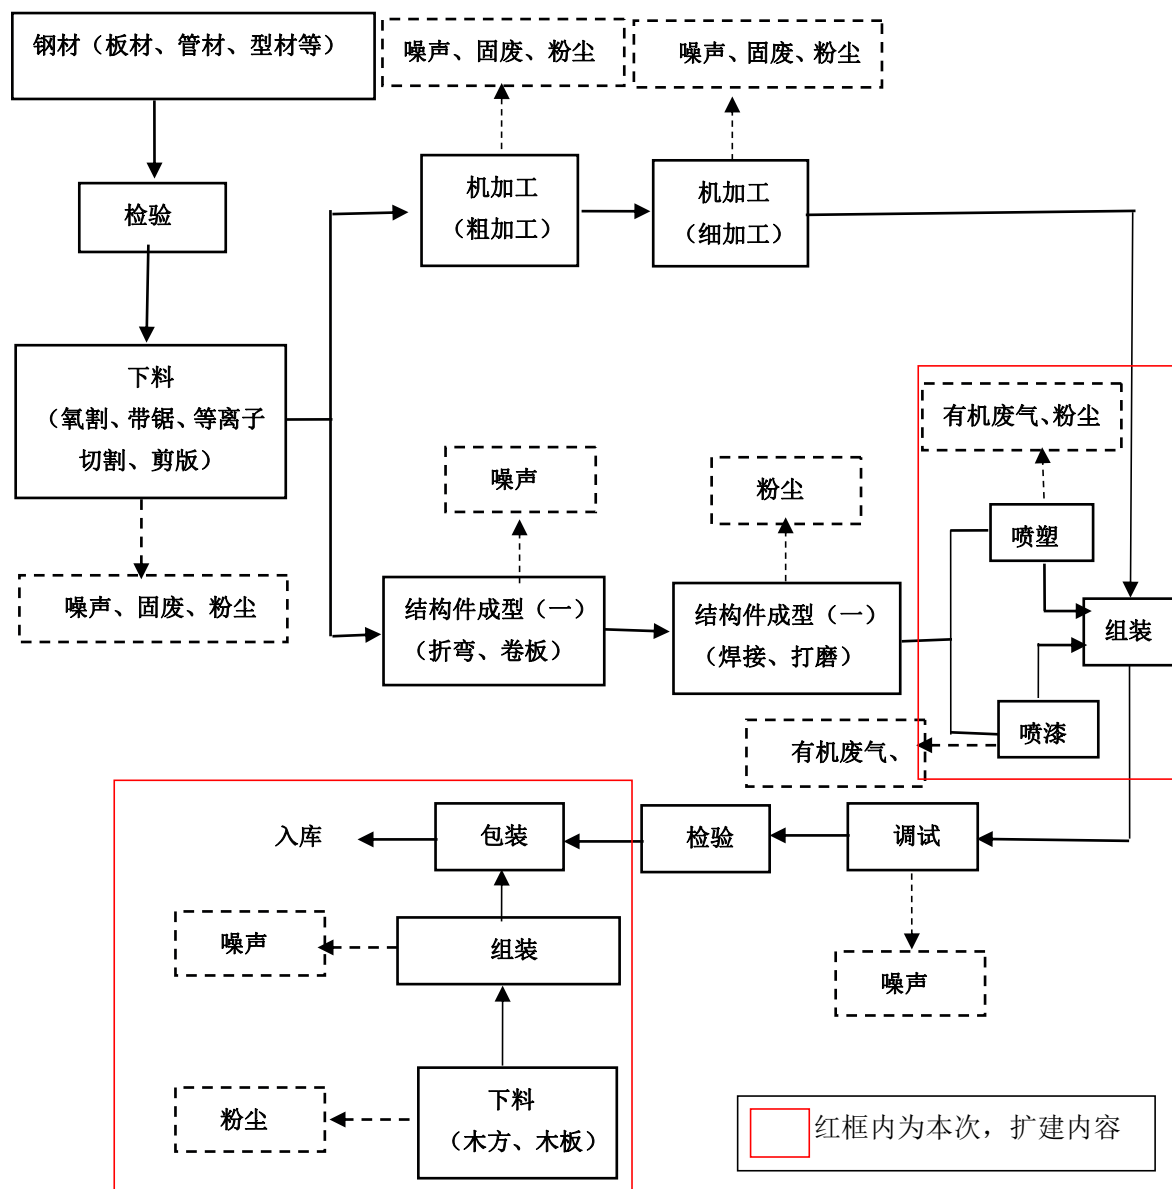 钢材（板材、管材、型材等）
噪声、固废、粉尘
噪声、固废、粉尘
检验
机加工
（粗加工）
机加工
（细加工）
下料
（氧割、带锯、等离子
切割、剪版）
噪声、固废、粉尘
噪声
粉尘
有机废气、粉尘
喷塑
结构件成型（一）
（折弯、卷板）
结构件成型（一）
（焊接、打磨）
组装
喷漆
有机废气、
入库
包装
检验
调试
噪声
组装
噪声
粉尘
下料
（木方、木板）
红框内为本次，扩建内容